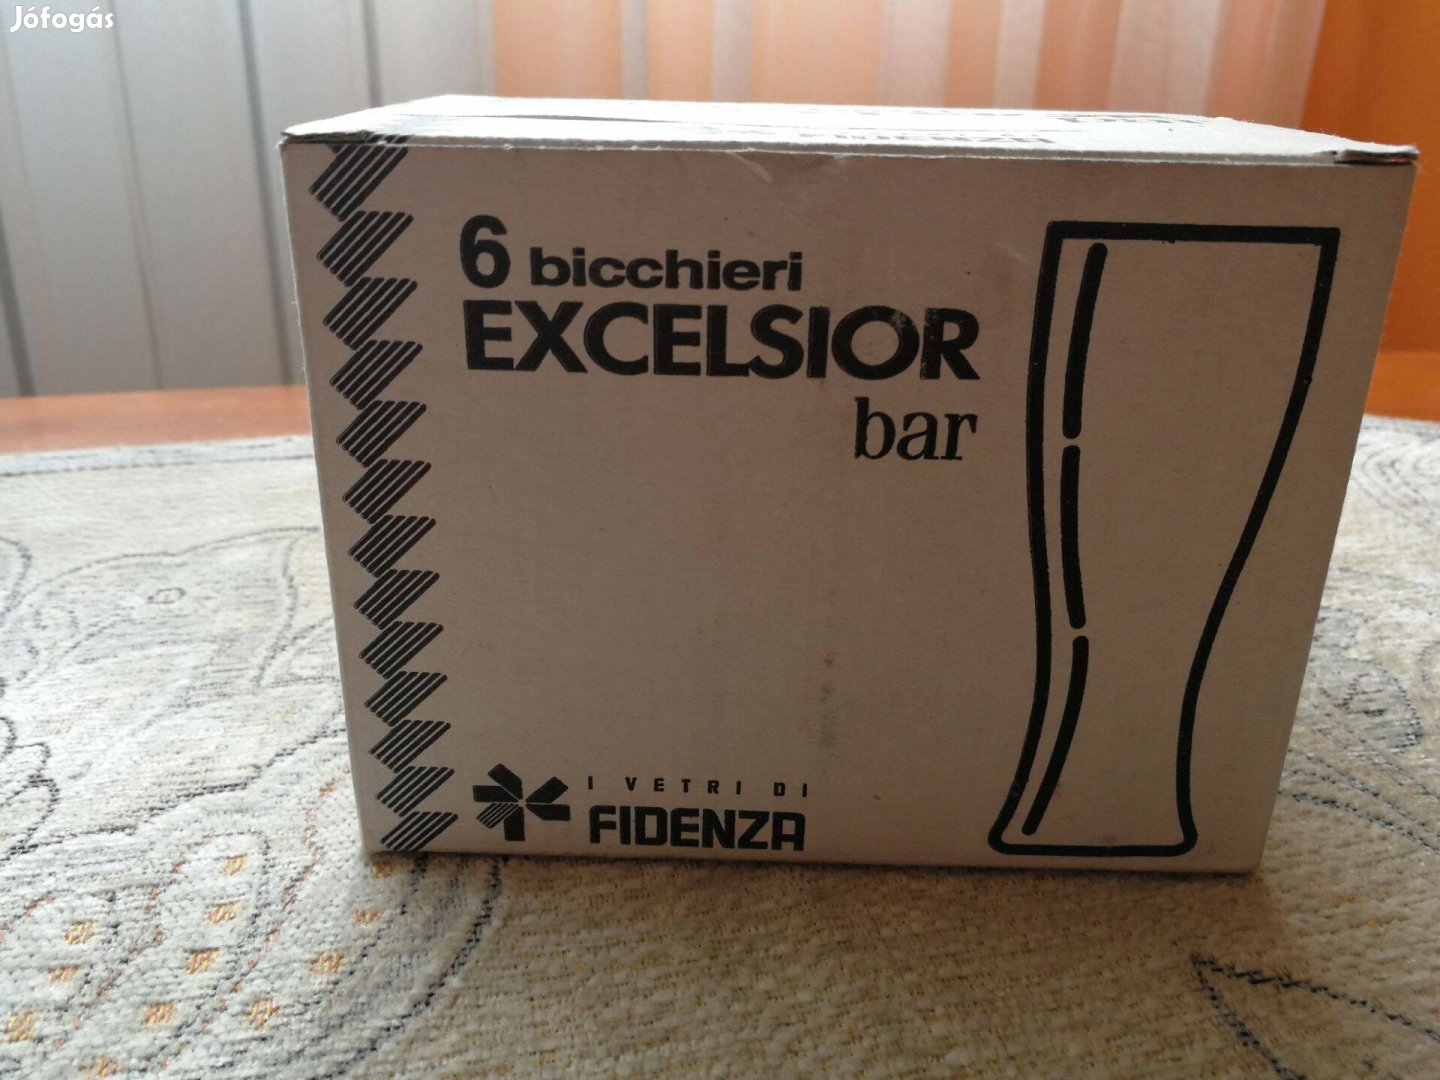 Jófogás
6 bicchieri
EXCELSIOR
bar
I VETRI DI
FIDENZA